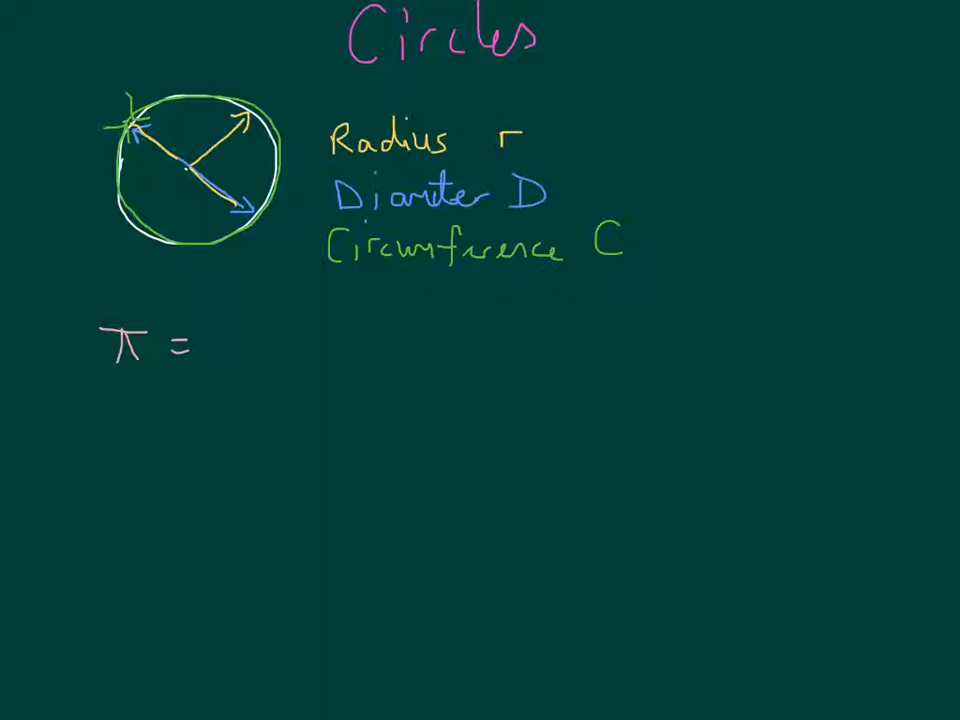 Circles
Radius r
Diameter D
Circumference C
π =